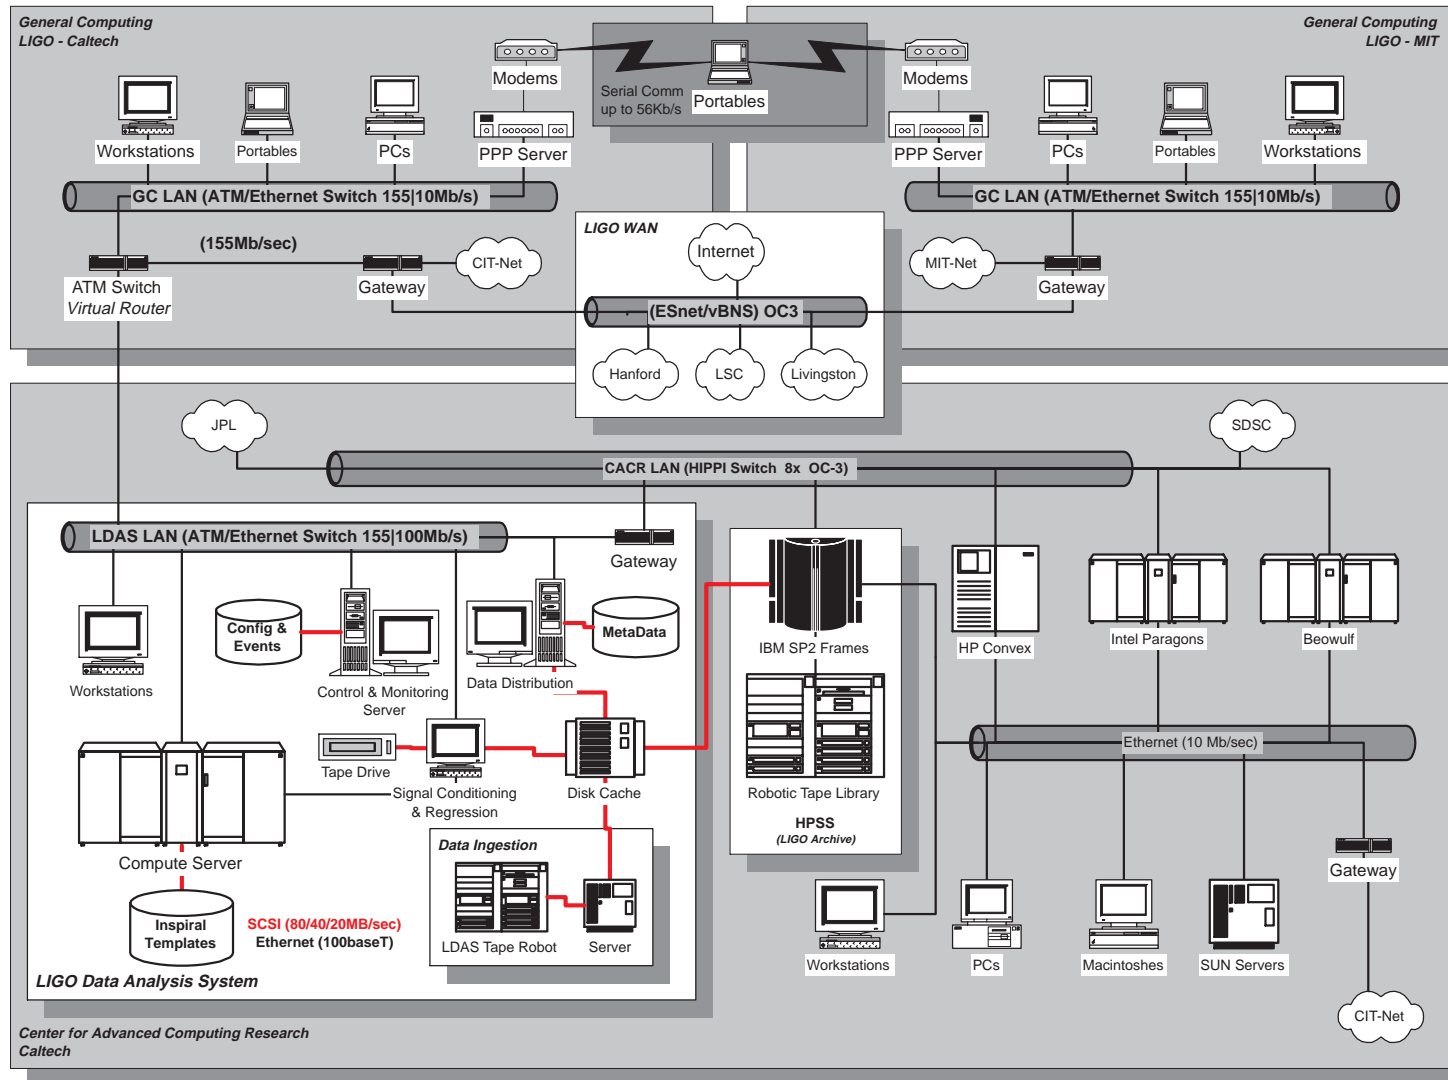 General Computing
LIGO - Caltech
General Computing
LIGO - MIT
Modems
Serial Comm
up to 56Kb/s
Portables
Modems
Workstations
Portables
PCs
PPP Server
PPP Server
PCs
Portables
Workstations
GC LAN (ATM/Ethernet Switch 155|10Mb/s)
GC LAN (ATM/Ethernet Switch 155|10Mb/s)
LIGO WAN
(155Mb/sec)
Internet
CIT-Net
MIT-Net
ATM Switch
Virtual Router
Gateway
Gateway
(ESnet/vBNS) OC3
Hanford
LSC
Livingston
JPL
SDSC
CACR LAN (HIPPI Switch 8x OC-3)
LDAS LAN (ATM/Ethernet Switch 155|100Mb/s)
Gateway
Config &
Events
MetaData
IBM SP2 Frames
HP Convex
Intel Paragons
Beowulf
Workstations
Control & Monitoring
Server
Data Distribution
Ethernet (10 Mb/sec)
Tape Drive
Signal Conditioning
& Regression
Disk Cache
Robotic Tape Library
HPSS
(LIGO Archive)
Compute Server
Data Ingestion
Gateway
Inspiral
Templates
SCSI (80/40/20MB/sec)
Ethernet (100baseT)
LDAS Tape Robot
Server
Workstations
PCs
Macintoshes
SUN Servers
LIGO Data Analysis System
CIT-Net
Center for Advanced Computing Research
Caltech